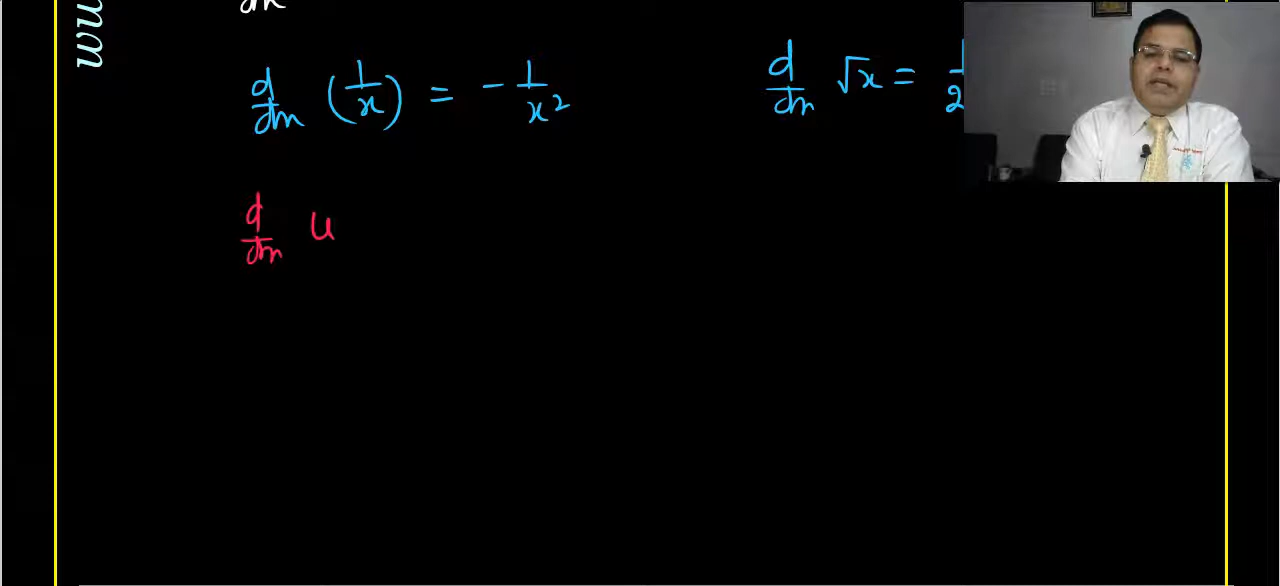 d/dx (1/x) = - 1/x²
d/dx √x =
d/dx u